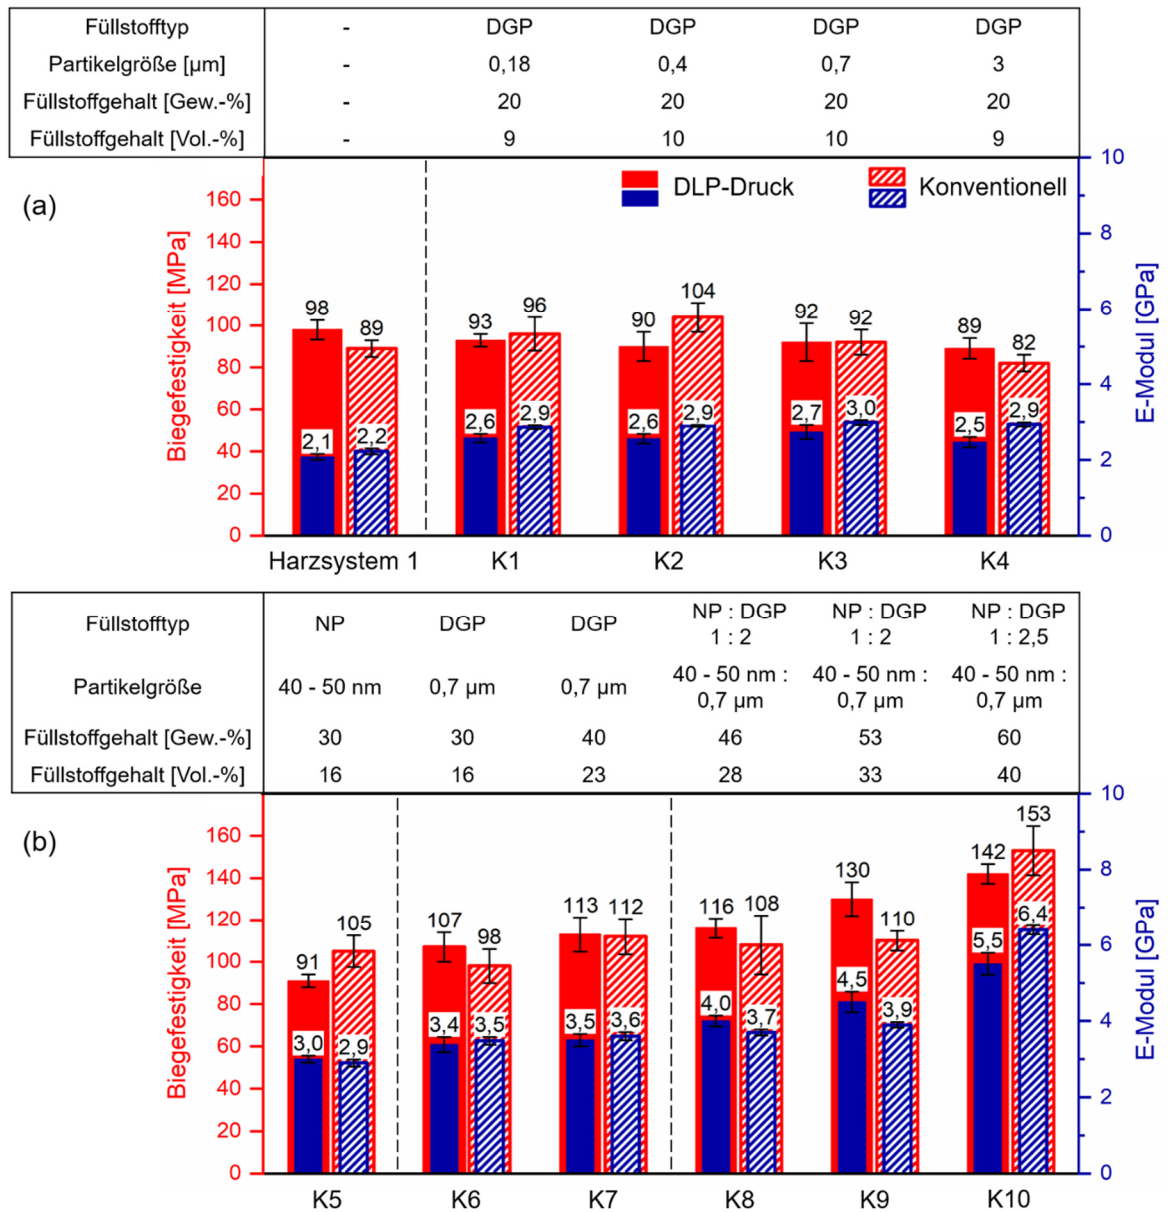 Füllstofftyp - DGP DGP DGP DGP
Partikelgröße [µm] - 0,18 0,4 0,7 3
Füllstoffgehalt [Gew.-%] - 20 20 20 20
Füllstoffgehalt [Vol.-%] - 9 10 10 9
(a)
Biegefestigkeit [MPa]
160
140
120
100
80
60
40
20
0
DLP-Druck
Konventionell
98 89 93 96 90 104 92 92 89 82
2,1 2,2 2,6 2,9 2,6 2,9 2,7 3,0 2,5 2,9
10
8
6
4
2
0
E-Modul [GPa]
Harzsystem 1 K1 K2 K3 K4
Füllstofftyp NP DGP DGP NP : DGP NP : DGP NP : DGP
1 : 2 1 : 2 1 : 2,5
Partikelgröße 40 - 50 nm 0,7 µm 0,7 µm 40 - 50 nm : 40 - 50 nm : 40 - 50 nm :
0,7 µm 0,7 µm 0,7 µm
Füllstoffgehalt [Gew.-%] 30 30 40 46 53 60
Füllstoffgehalt [Vol.-%] 16 16 23 28 33 40
(b)
Biegefestigkeit [MPa]
160
140
120
100
80
60
40
20
0
91 105 107 98 113 112 116 108 130 110 142 153
3,0 2,9 3,4 3,5 3,5 3,6 4,0 3,7 4,5 3,9 5,5 6,4
10
8
6
4
2
0
E-Modul [GPa]
K5 K6 K7 K8 K9 K10